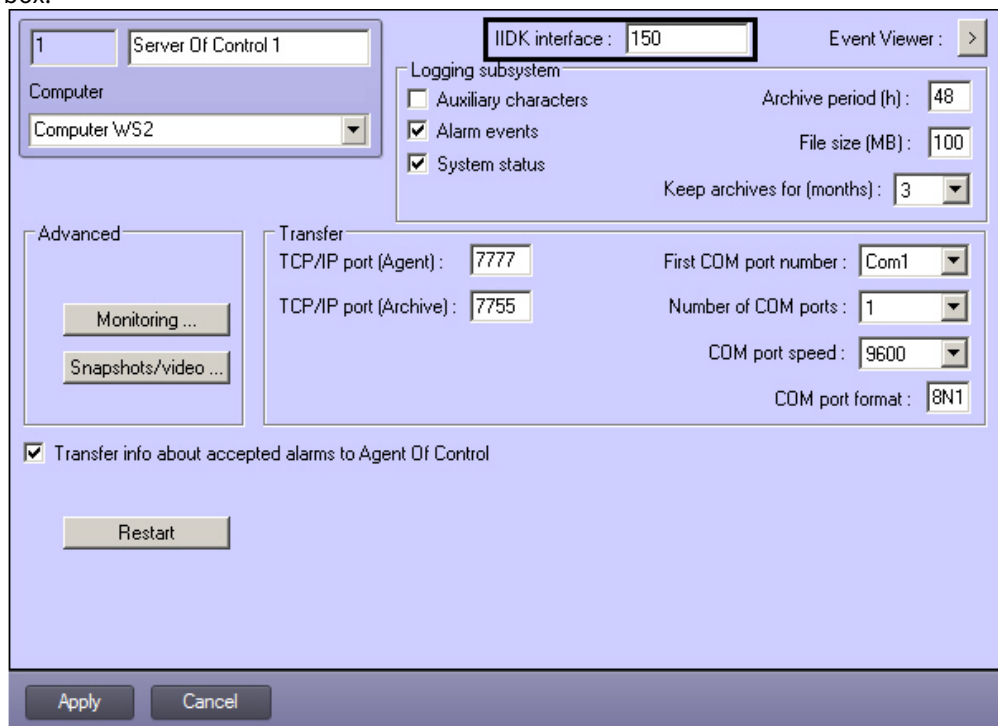 box.
1 Server Of Control 1
IIDK interface : 150
Event Viewer : >
Computer
Computer WS2
Logging subsystem
Auxiliary characters
Alarm events
System status
Archive period (h) : 48
File size (MB) : 100
Keep archives for (months) : 3
Advanced
Monitoring ...
Snapshots/video ...
Transfer
TCP/IP port (Agent) : 7777
TCP/IP port (Archive) : 7755
First COM port number : Com1
Number of COM ports : 1
COM port speed : 9600
COM port format : 8N1
Transfer info about accepted alarms to Agent Of Control
Restart
Apply Cancel